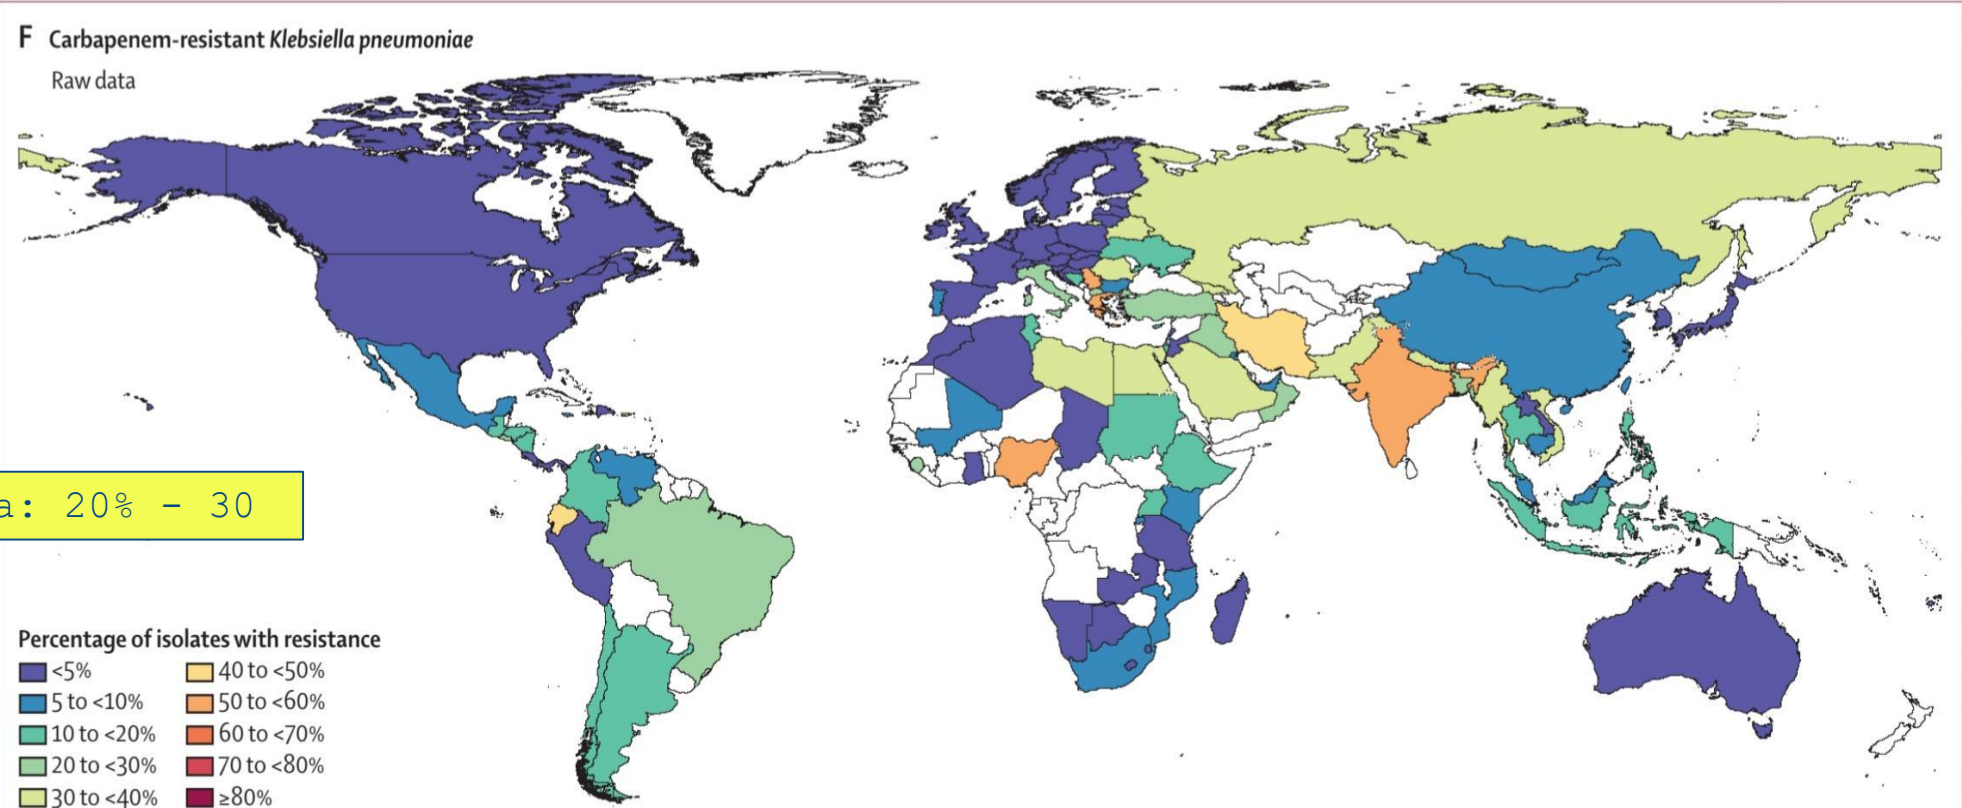 F Carbapenem-resistant Klebsiella pneumoniae
Raw data
a: 20% - 30
Percentage of isolates with resistance
<5%
5 to <10%
10 to <20%
20 to <30%
30 to <40%
40 to <50%
50 to <60%
60 to <70%
70 to <80%
≥80%